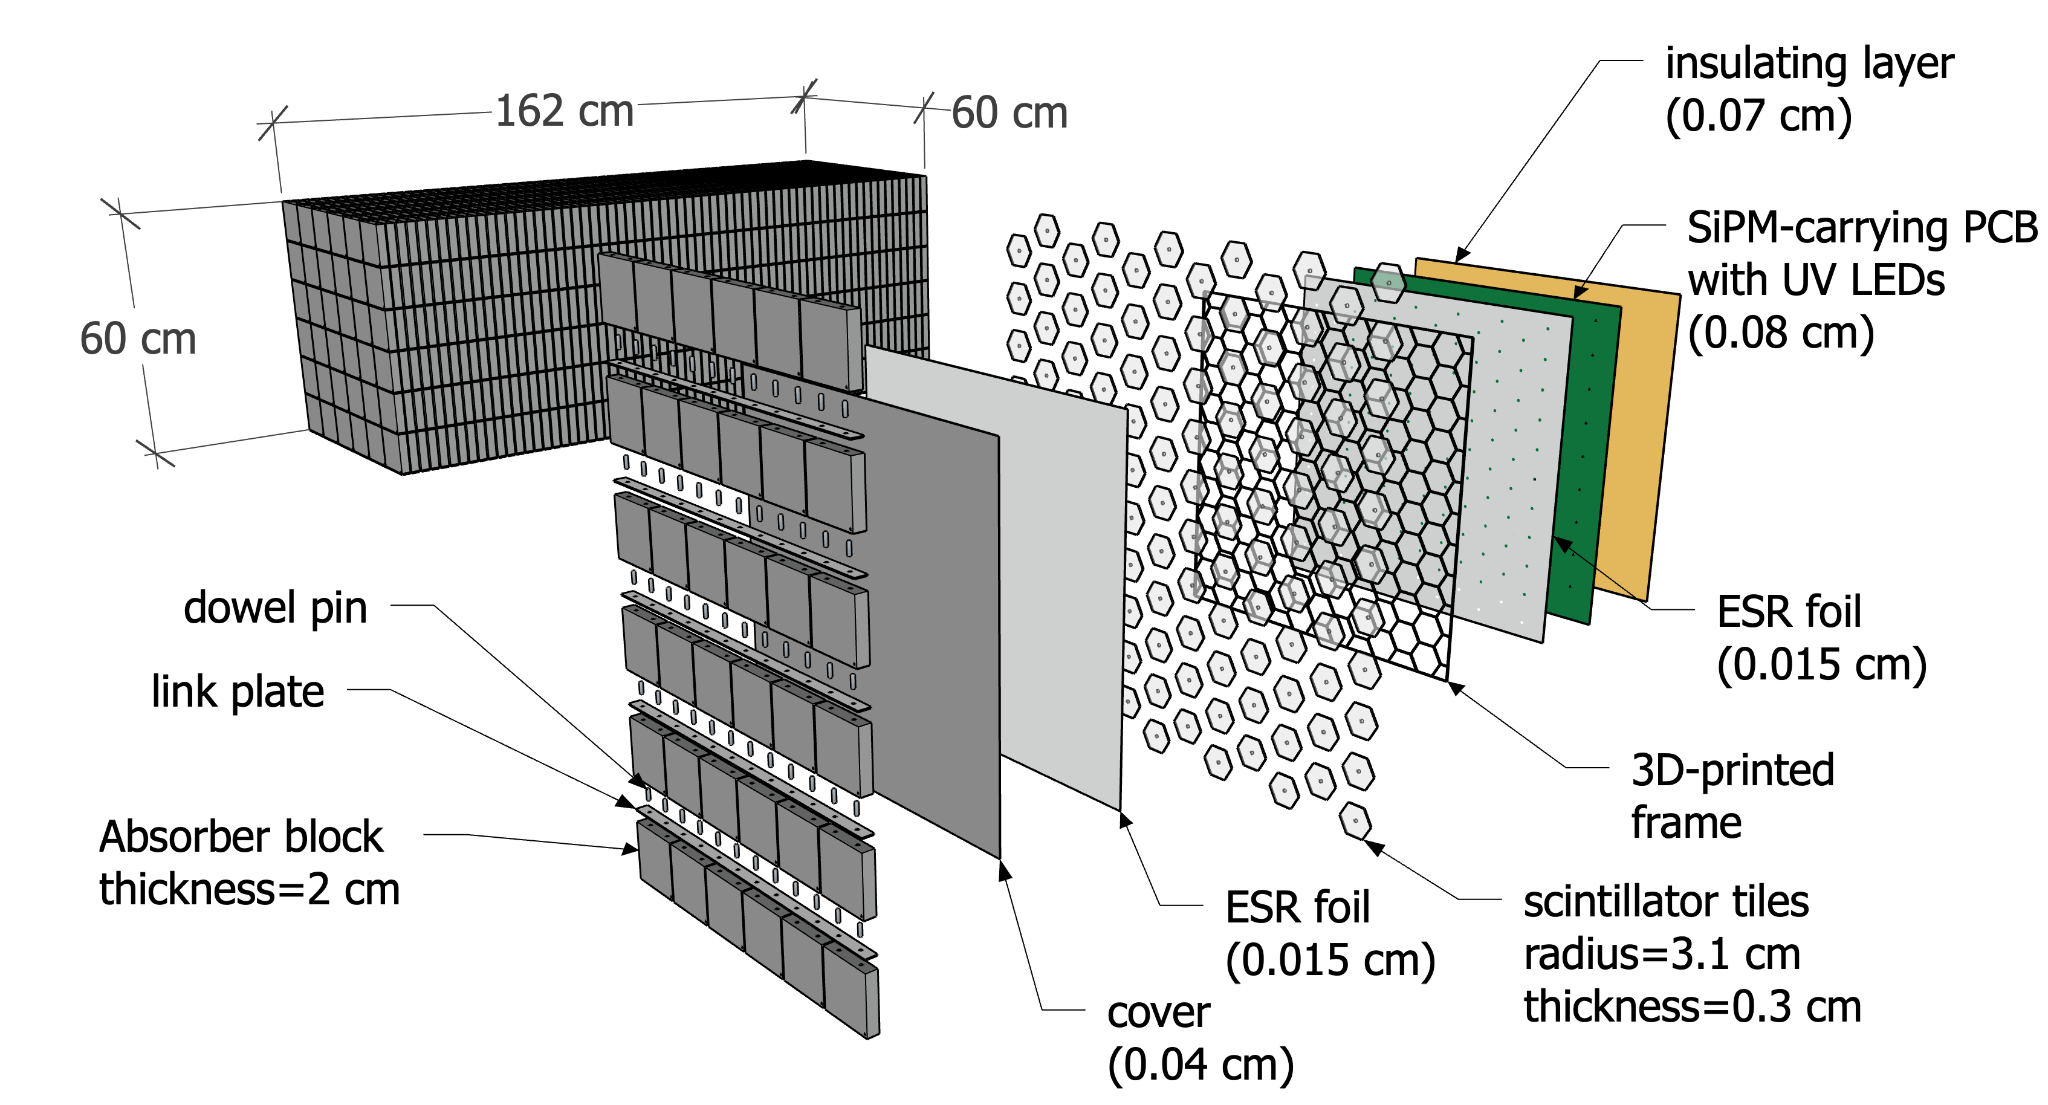 162 cm
60 cm
60 cm
insulating layer
(0.07 cm)
SiPM-carrying PCB
with UV LEDs
(0.08 cm)
ESR foil
(0.015 cm)
3D-printed
frame
scintillator tiles
radius=3.1 cm
thickness=0.3 cm
ESR foil
(0.015 cm)
cover
(0.04 cm)
dowel pin
link plate
Absorber block
thickness=2 cm